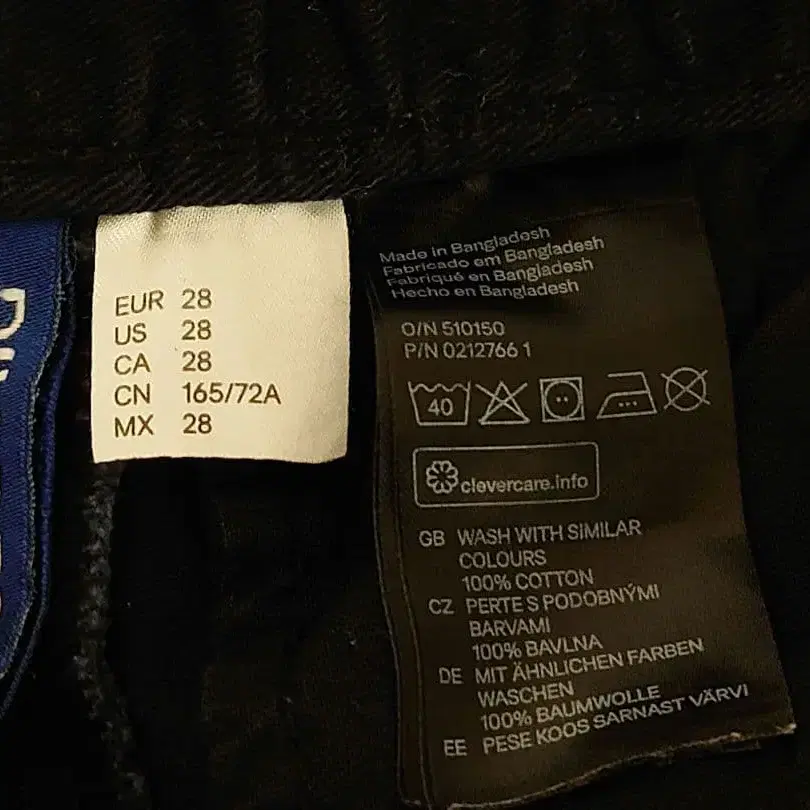 EUR 28
US 28
CA 28
CN 165/72A
MX 28
Made in Bangladesh
Fabricado em Bangladesh
Fabriqué en Bangladesh
Hecho en Bangladesh
O/N 510150
P/N 0212766 1
40
clevercare.info
GB WASH WITH SIMILAR
COLOURS
100% COTTON
CZ PERTE S PODOBNÝMI
BARVAMI
100% BAVLNA
DE MIT ÄHNLICHEN FARBEN
WASCHEN
100% BAUMWOLLE
EE PESE KOOS SARNAST VÄRVI